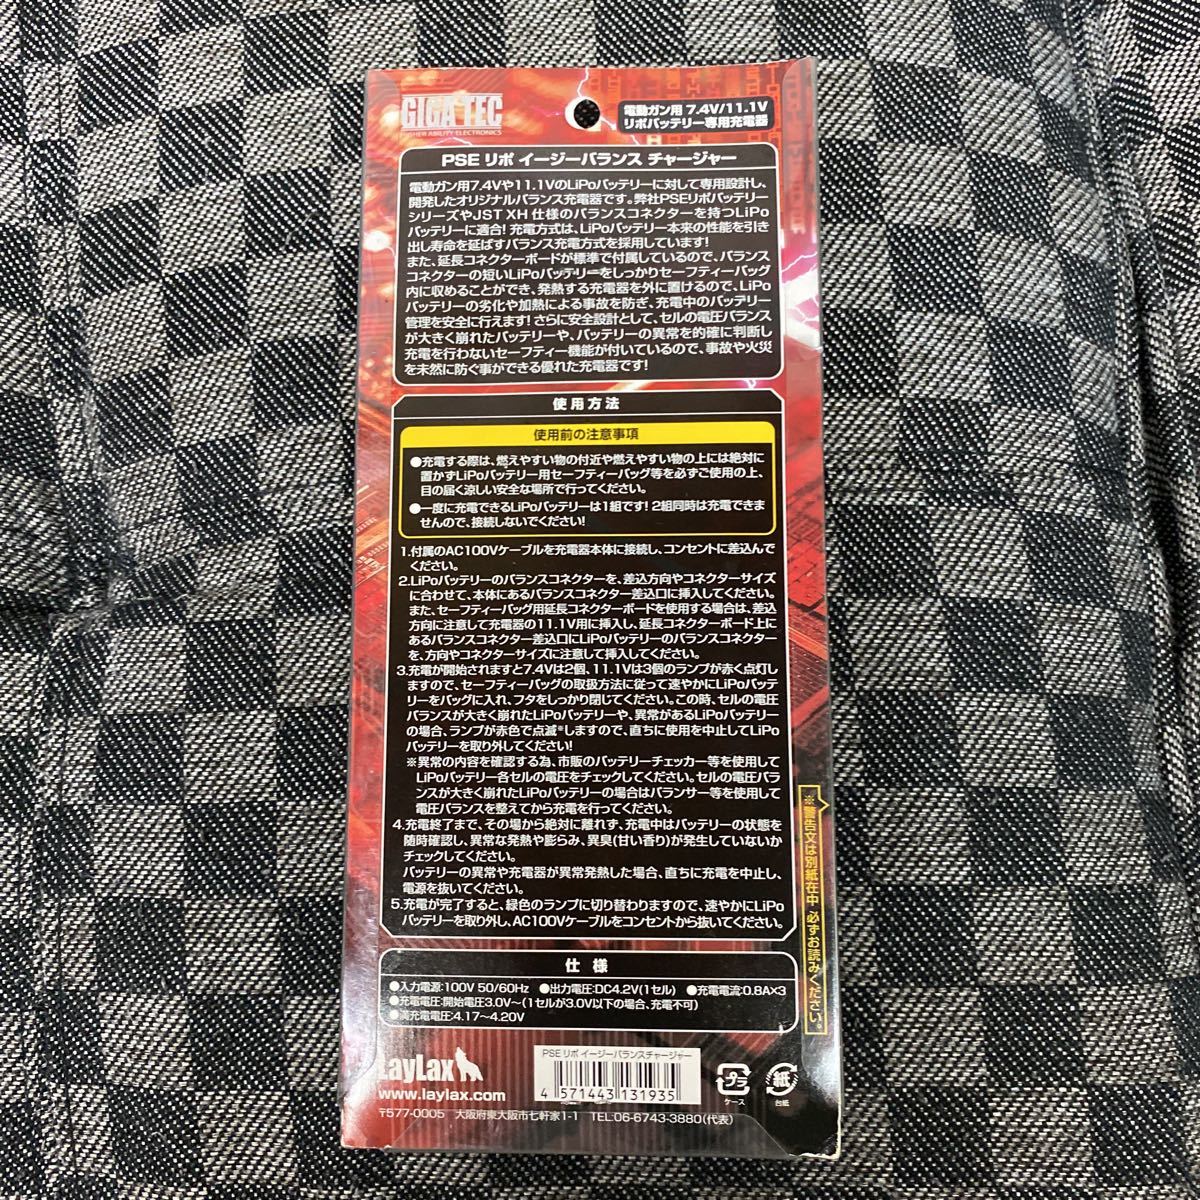 GIGA TEC
HIGHER ABILITY ELECTRONICS
電動ガン用 7.4V/11.1V
リポバッテリー専用充電器
PSE リポ イージーバランス チャージャー
電動ガン用7.4Vや11.1VのLiPoバッテリーに対して専用設計し、
開発したオリジナルバランス充電器です。弊社PSEリポバッテリー
シリーズやJST XH 仕様のバランスコネクターを持つLiPo
バッテリーに適合! 充電方式は、LiPoバッテリー本来の性能を引き
出し寿命を延ばすバランス充電方式を採用しています!
また、延長コネクターボードが標準で付属しているので、バランス
コネクターの短いLiPoバッテリーをしっかりセーフティーバッグ
内に収めることができ、発熱する充電器を外に置けるので、LiPo
バッテリーの劣化や加熱による事故を防ぎ、充電中のバッテリー
管理を安全に行えます! さらに安全設計として、セルの電圧バランス
が大きく崩れたバッテリーや、バッテリーの異常を的確に判断し
充電を行わないセーフティー機能が付いているので、事故や火災
を未然に防ぐ事ができる優れた充電器です!
使用方法
使用前の注意事項
●充電する際は、燃えやすい物の付近や燃えやすい物の上には絶対に
置かずLiPoバッテリー用セーフティーバッグ等を必ずご使用の上、
目の届く涼しい安全な場所で行ってください。
●一度に充電できるLiPoバッテリーは1組です! 2組同時は充電できま
せんので、接続しないでください!
1.付属のAC100Vケーブルを充電器本体に接続し、コンセントに差込んで
ください。
2.LiPoバッテリーのバランスコネクターを、差込方向やコネクターサイズ
に合わせて、本体にあるバランスコネクター差込口に挿入してください。
また、セーフティーバッグ用延長コネクターボードを使用する場合は、差込
方向に注意して充電器の11.1V用に挿入し、延長コネクターボード上に
あるバランスコネクター差込口にLiPoバッテリーのバランスコネクター
を、方向やコネクターサイズに注意して挿入してください。
3.充電が開始されますと7.4Vは2個、11.1Vは3個のランプが赤く点灯し
ますので、セーフティーバッグの取扱方法に従って速やかにLiPoバッテ
リーをバッグに入れ、フタをしっかり閉じてください。この時、セルの電圧
バランスが大きく崩れたLiPoバッテリーや、異常があるLiPoバッテリー
の場合、ランプが赤色で点滅※しますので、直ちに使用を中止してLiPo
バッテリーを取り外してください!
※異常の内容を確認する為、市販のバッテリーチェッカー等を使用して
LiPoバッテリー各セルの電圧をチェックしてください。セルの電圧バラ
ンスが大きく崩れたLiPoバッテリーの場合はバランサー等を使用して
電圧バランスを整えてから充電を行ってください。
4.充電終了まで、その場から絶対に離れず、充電中はバッテリーの状態を
随時確認し、異常な発熱や膨らみ、異臭(甘い香り)が発生していないか
チェックしてください。
バッテリーの異常や充電器が異常発熱した場合、直ちに充電を中止し、
電源を抜いてください。
5.充電が完了すると、緑色のランプに切り替わりますので、速やかにLiPo
バッテリーを取り外し、AC100Vケーブルをコンセントから抜いてください。
※警告文は別紙在中 必ずお読みください。
仕様
●入力電源:100V 50/60Hz ●出力電圧:DC4.2V(1セル) ●充電電流:0.8A×3
●充電電圧:開始電圧3.0V〜(1セルが3.0V以下の場合、充電不可)
●満充電電圧:4.17〜4.20V
LayLax
www.laylax.com
PSE リポ イージーバランスチャージャー
4 571443 131935
プラ
ケース
紙
台紙
〒577-0005 大阪府東大阪市七軒家1-1 TEL:06-6743-3880(代表)